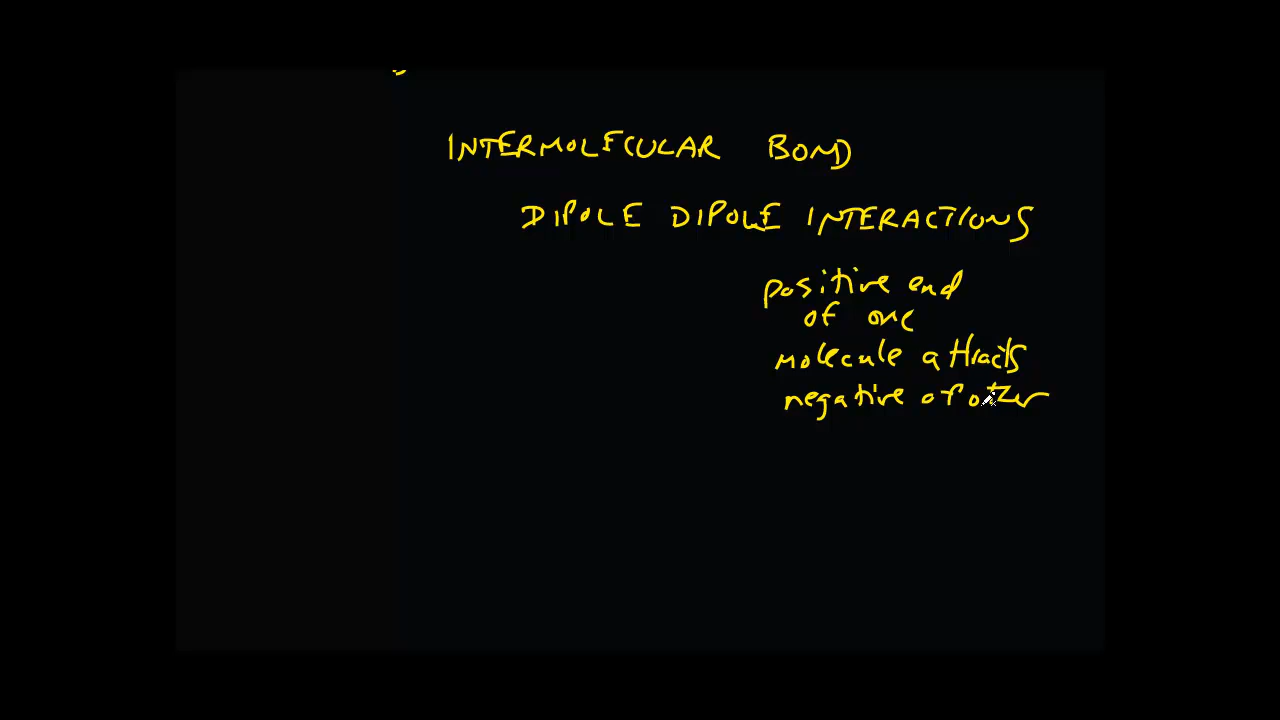 INTERMOLECULAR BOND
DIPOLE DIPOLE INTERACTIONS
positive end
of one
molecule attracts
negative of other